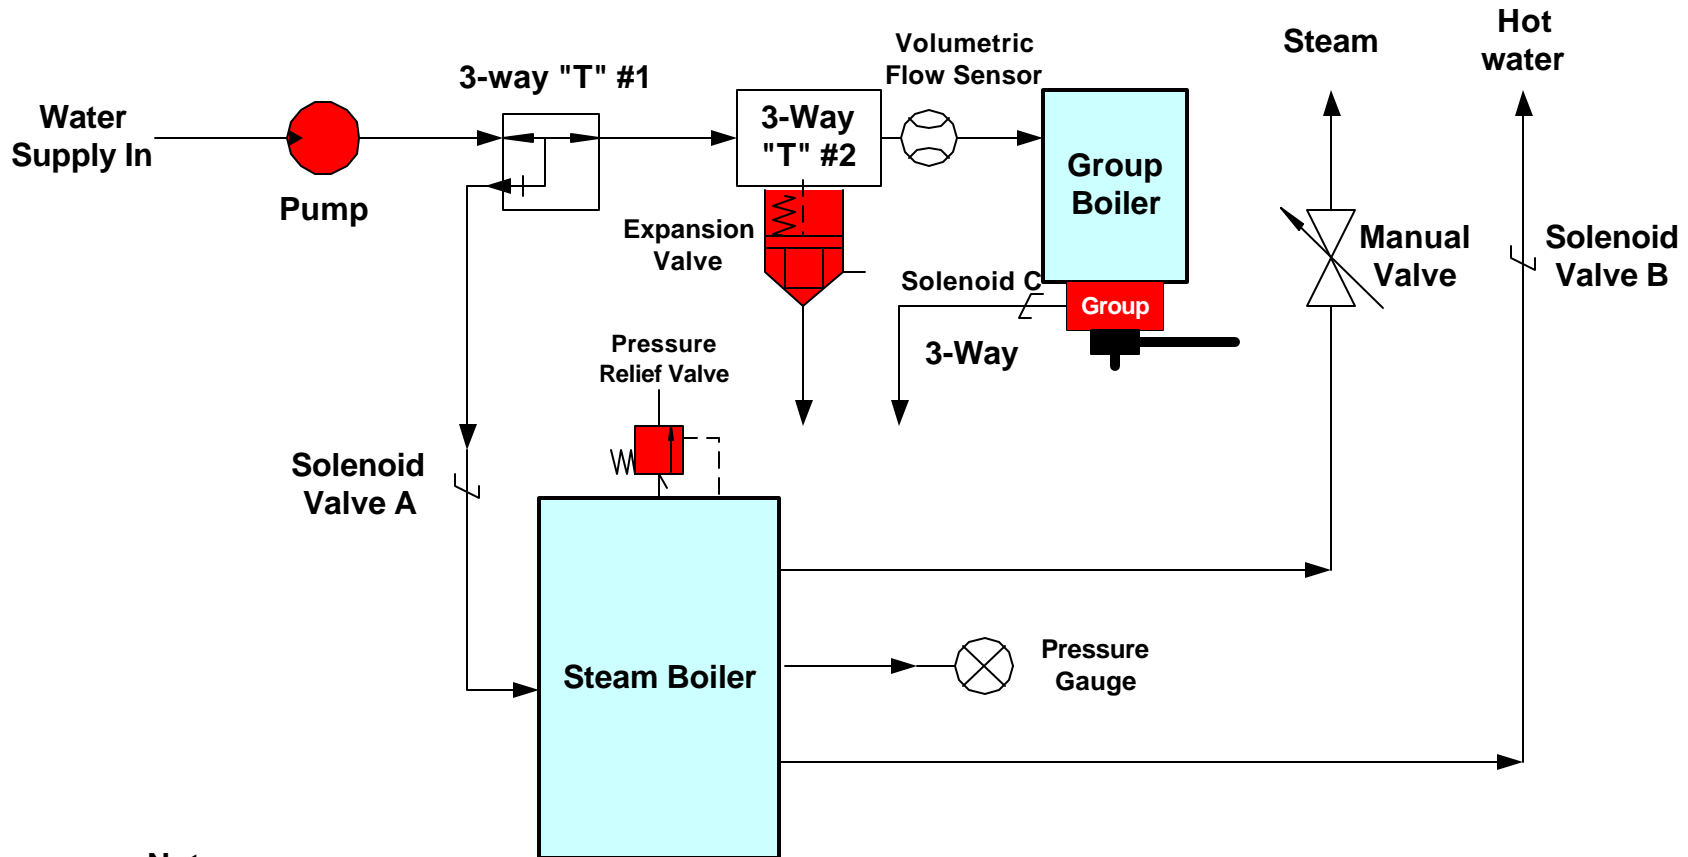 Hot
water
Steam
Volumetric
Flow Sensor
3-way "T" #1
Water
Supply In
3-Way
"T" #2
Group
Boiler
Pump
Expansion
Valve
Manual
Valve
Solenoid
Valve B
Solenoid C
Group
3-Way
Pressure
Relief Valve
Solenoid
Valve A
Steam Boiler
Pressure
Gauge